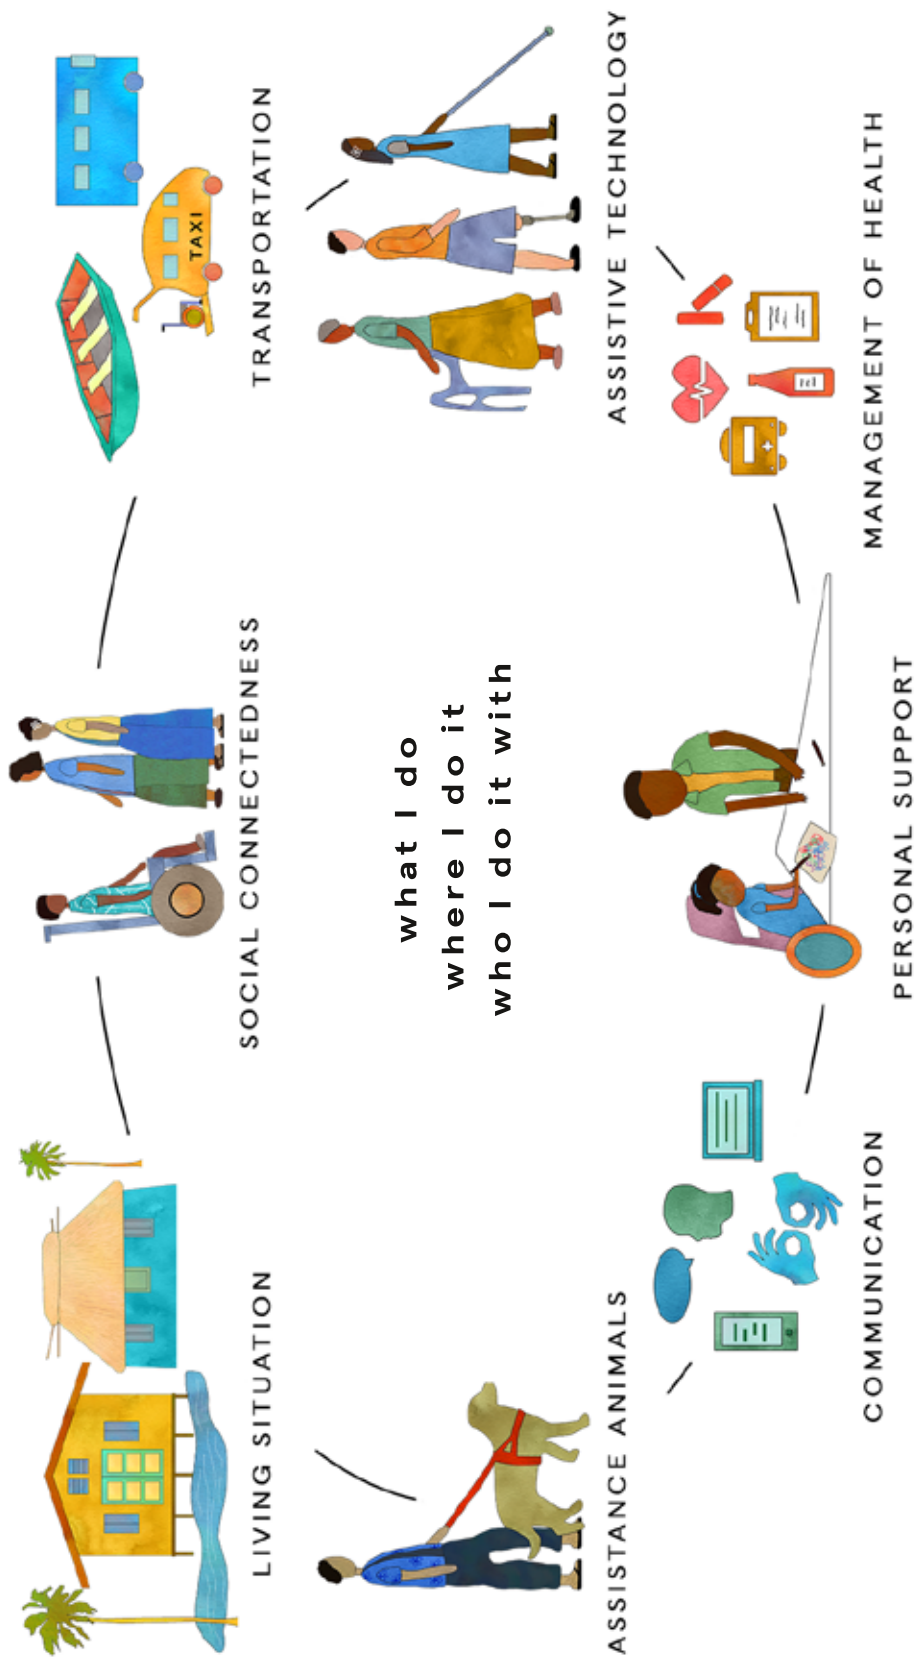 LIVING SITUATION
SOCIAL CONNECTEDNESS
TRANSPORTATION
TAXI
ASSISTANCE ANIMALS
what I do
where I do it
who I do it with
ASSISTIVE TECHNOLOGY
COMMUNICATION
PERSONAL SUPPORT
MANAGEMENT OF HEALTH